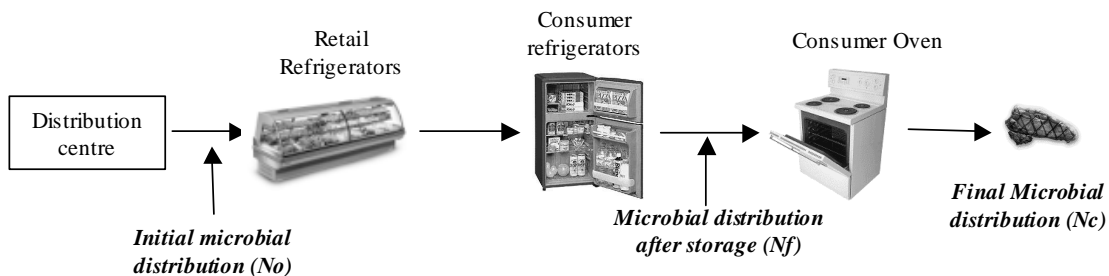 Retail
Refrigerators
Consumer
refrigerators
Consumer Oven
Distribution
centre
Initial microbial
distribution (No)
Microbial distribution
after storage (Nf)
Final Microbial
distribution (Nc)